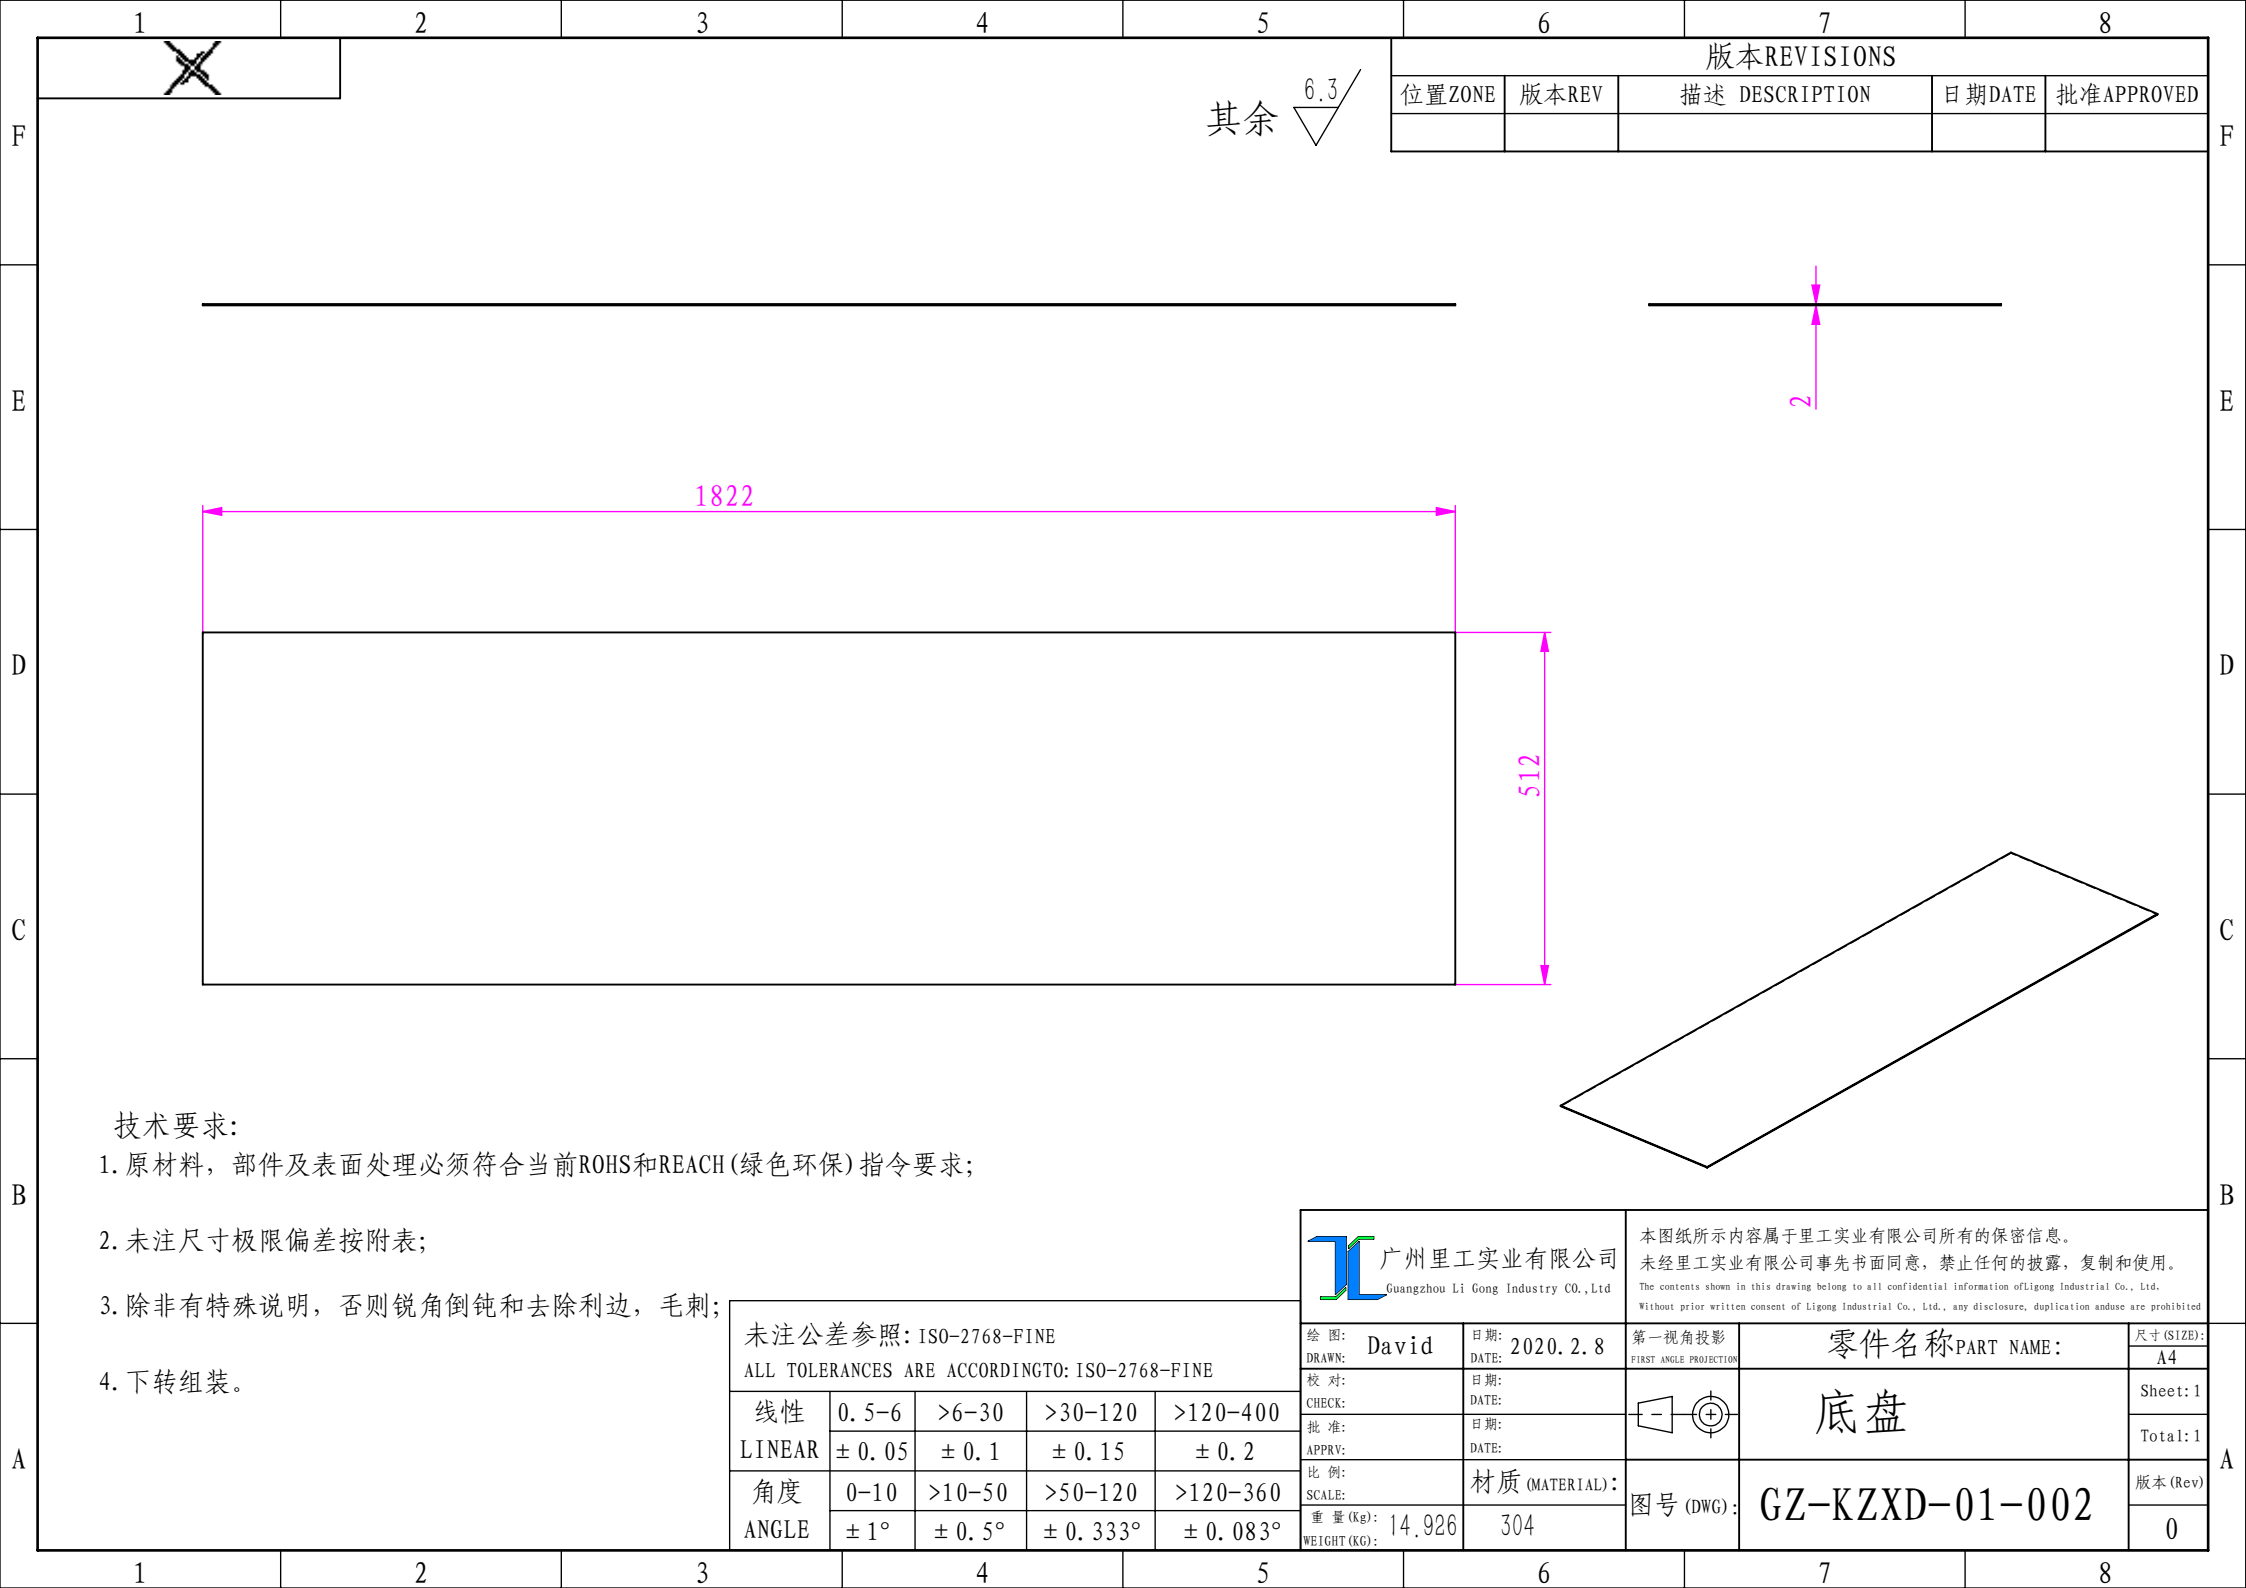 1 2 3 4 5 6 7 8
版本REVISIONS
位置ZONE 版本REV 描述 DESCRIPTION 日期DATE 批准APPROVED
其余 6.3
F F
E E
2
1822
D D
512
C C
技术要求:
1.原材料, 部件及表面处理必须符合当前ROHS和REACH(绿色环保)指令要求;
B B
2.未注尺寸极限偏差按附表;
3.除非有特殊说明, 否则锐角倒钝和去除利边, 毛刺;
4.下转组装。
未注公差参照:ISO-2768-FINE
ALL TOLERANCES ARE ACCORDINGTO:ISO-2768-FINE
线性 0.5-6 >6-30 >30-120 >120-400
LINEAR ±0.05 ±0.1 ±0.15 ±0.2
角度 0-10 >10-50 >50-120 >120-360
ANGLE ±1° ±0.5° ±0.333° ±0.083°
广州里工实业有限公司
Guangzhou Li Gong Industry CO.,Ltd
本图纸所示内容属于里工实业有限公司所有的保密信息。
未经里工实业有限公司事先书面同意, 禁止任何的披露, 复制和使用。
The contents shown in this drawing belong to all confidential information ofLigong Industrial Co., Ltd.
Without prior written consent of Ligong Industrial Co., Ltd., any disclosure, duplication anduse are prohibited
绘 图: David 日期: 2020.2.8
DRAWN: DATE:
第一视角投影
FIRST ANGLE PROJECTION
零件名称PART NAME:
尺寸(SIZE):
A4
校 对: 日期:
CHECK: DATE:
底盘
Sheet:1
批 准: 日期:
APPRV: DATE:
Total:1
A A
比 例:
SCALE:
材质(MATERIAL):
图号(DWG): GZ-KZXD-01-002
版本(Rev)
0
重 量(Kg): 14.926
WEIGHT(KG):
304
1 2 3 4 5 6 7 8